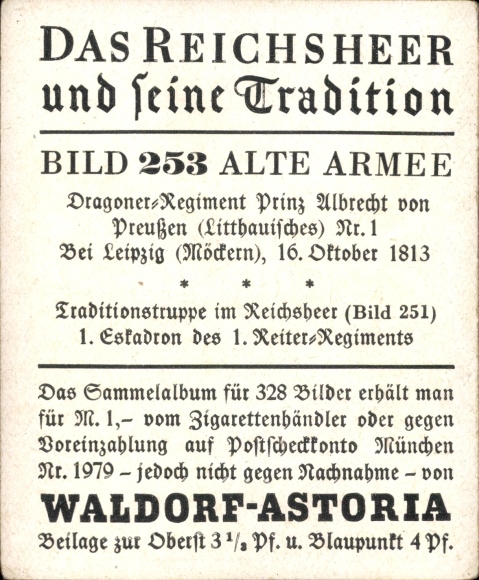 DAS REICHSHEER
und seine Tradition
BILD 253 ALTE ARMEE
Dragoner-Regiment Prinz Albrecht von
Preußen (Litthauisches) Nr. 1
Bei Leipzig (Möckern), 16. Oktober 1813
* * *
Traditionstruppe im Reichsheer (Bild 251)
1. Eskadron des 1. Reiter-Regiments
Das Sammelalbum für 328 Bilder erhält man
für M. 1,– vom Zigarettenhändler oder gegen
Voreinzahlung auf Postscheckkonto München
Nr. 1979 – jedoch nicht gegen Nachnahme – von
WALDORF-ASTORIA
Beilage zur Oberst 3 1/3 Pf. u. Blaupunkt 4 Pf.